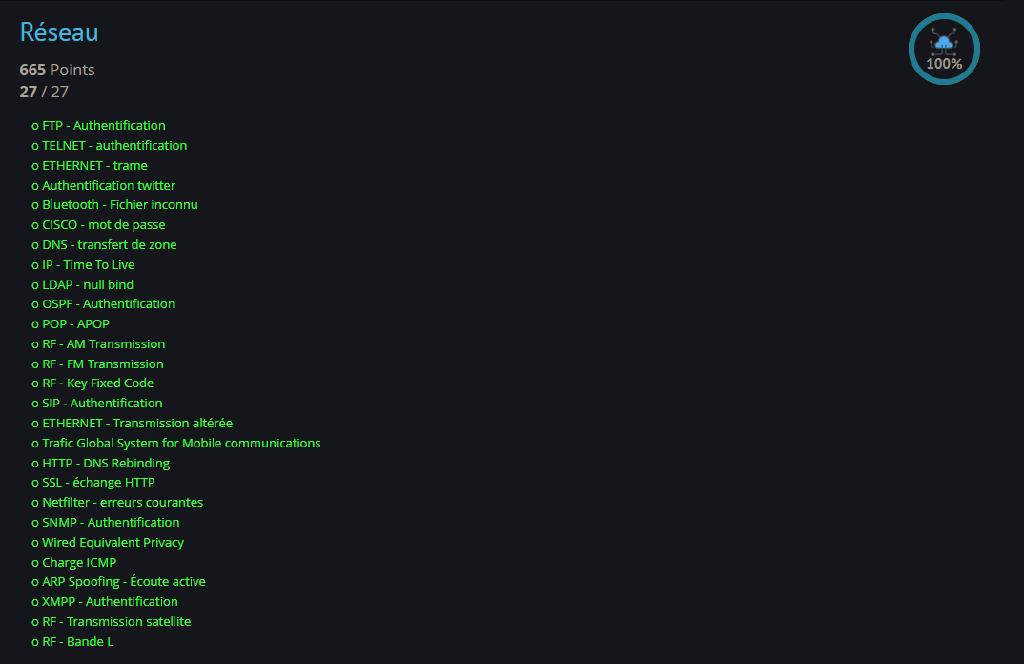 Réseau
100%
665 Points
27 / 27
o FTP - Authentification
o TELNET - authentification
o ETHERNET - trame
o Authentification twitter
o Bluetooth - Fichier inconnu
o CISCO - mot de passe
o DNS - transfert de zone
o IP - Time To Live
o LDAP - null bind
o OSPF - Authentification
o POP - APOP
o RF - AM Transmission
o RF - FM Transmission
o RF - Key Fixed Code
o SIP - Authentification
o ETHERNET - Transmission altérée
o Trafic Global System for Mobile communications
o HTTP - DNS Rebinding
o SSL - échange HTTP
o Netfilter - erreurs courantes
o SNMP - Authentification
o Wired Equivalent Privacy
o Charge ICMP
o ARP Spoofing - Écoute active
o XMPP - Authentification
o RF - Transmission satellite
o RF - Bande L